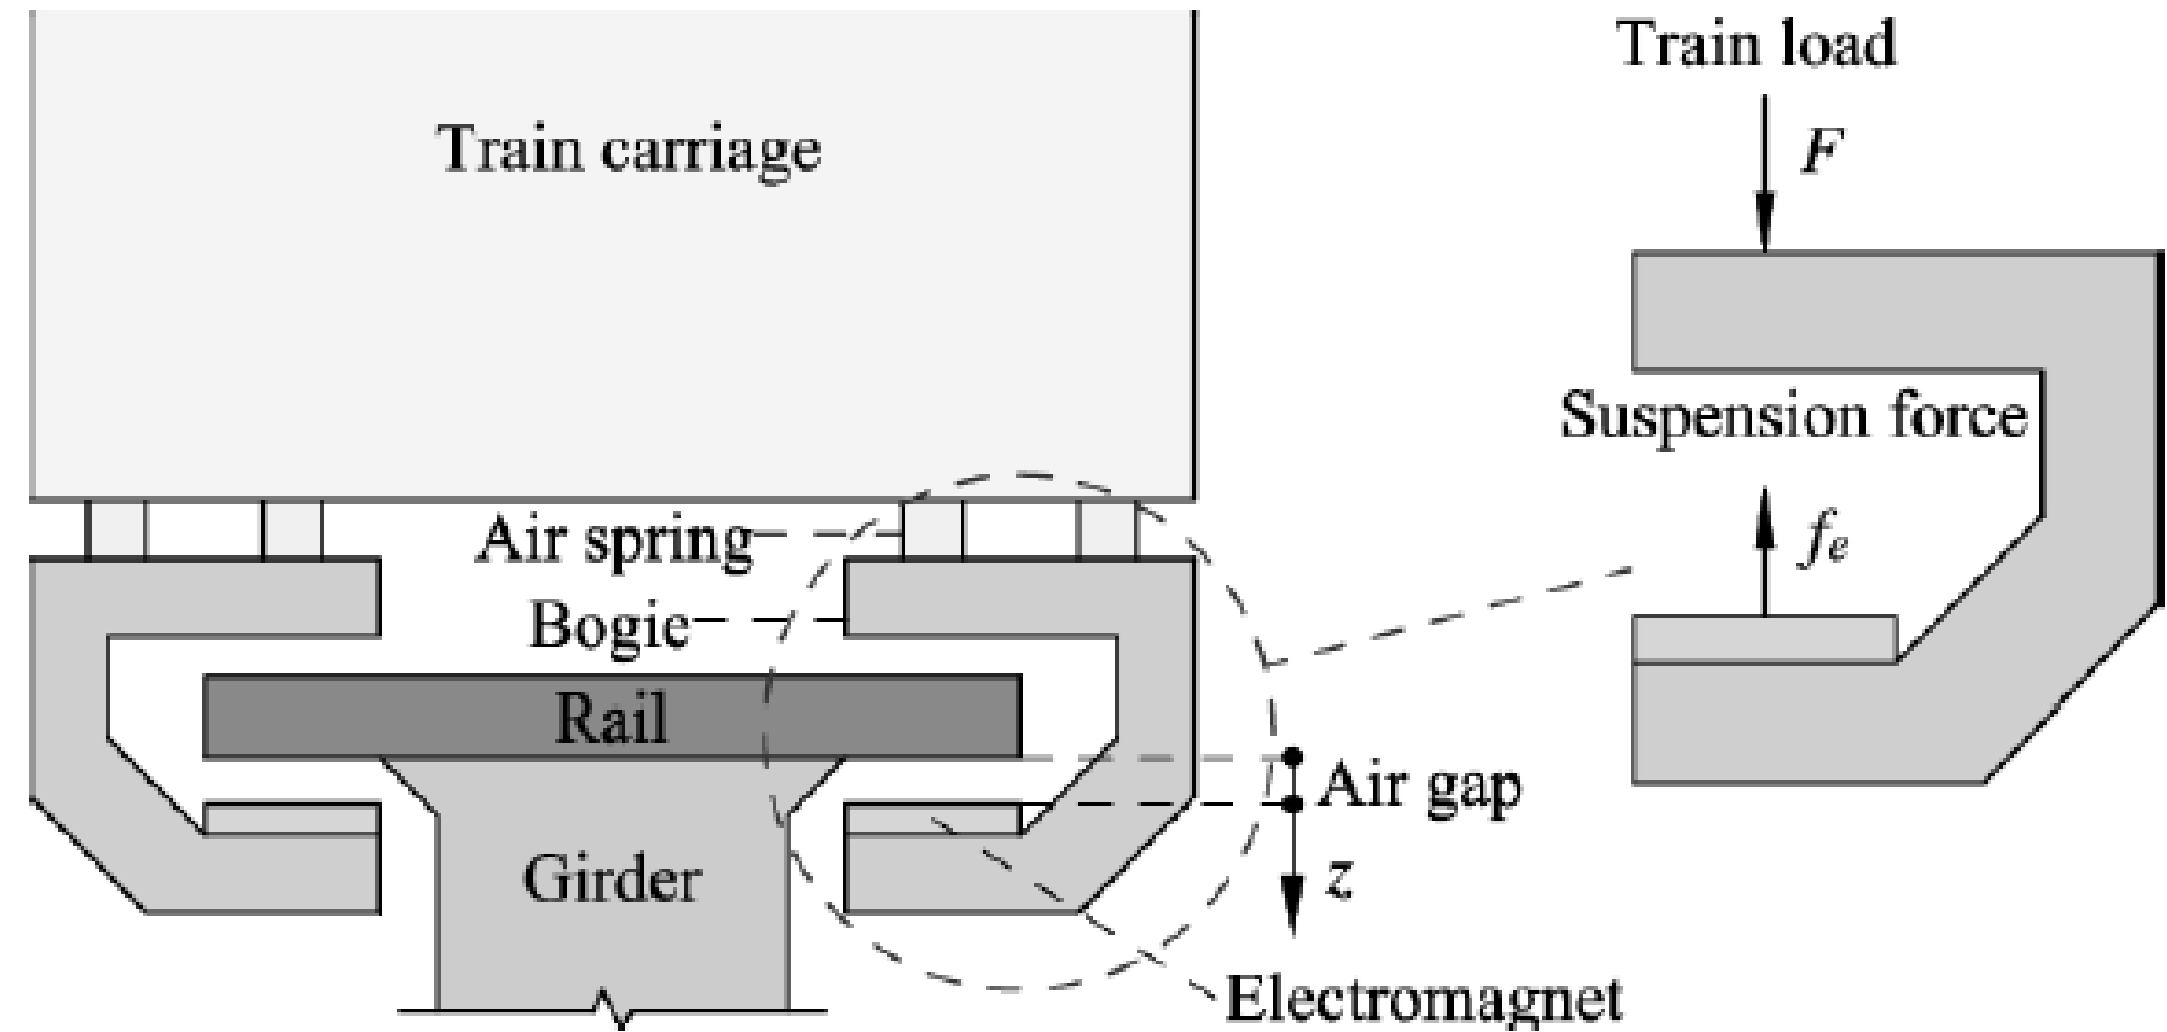 Train carriage
Air spring
Bogie
Rail
Girder
Air gap
z
Electromagnet
Train load
F
Suspension force
fe